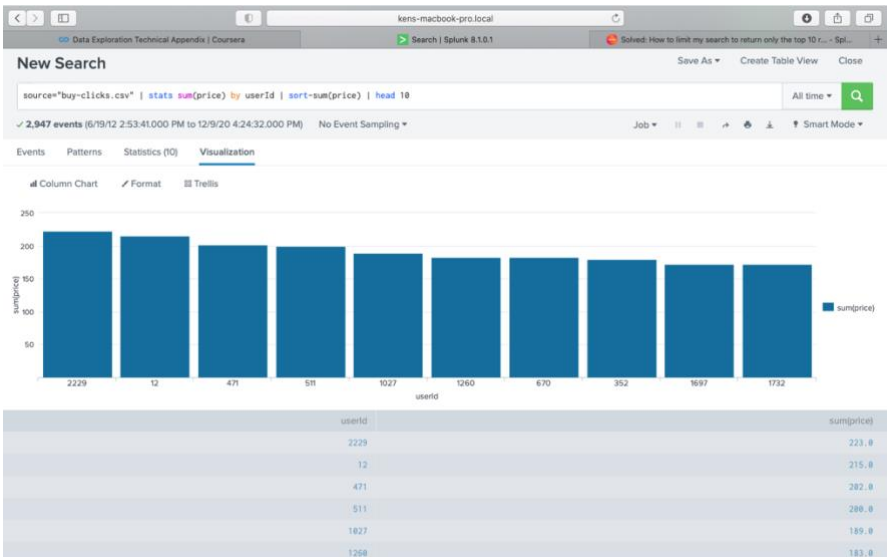 kens-macbook-pro.local
Data Exploration Technical Appendix | Coursera
Search | Splunk 8.1.0.1
Solved: How to limit my search to return only the top 10 r... - Spl...
New Search
Save As Create Table View Close
source="buy-clicks.csv" | stats sum(price) by userId | sort-sum(price) | head 10
All time
✓ 2,947 events (6/19/12 2:53:41.000 PM to 12/9/20 4:24:32.000 PM) No Event Sampling
Job Smart Mode
Events Patterns Statistics (10) Visualization
Column Chart Format Trellis
250
200
150
100
50
sum(price)
sum(price)
2229 12 471 511 1027 1260 670 352 1697 1732
userId
userId sum(price)
2229 223.0
12 215.0
471 202.0
511 200.0
1027 189.0
1260 183.0